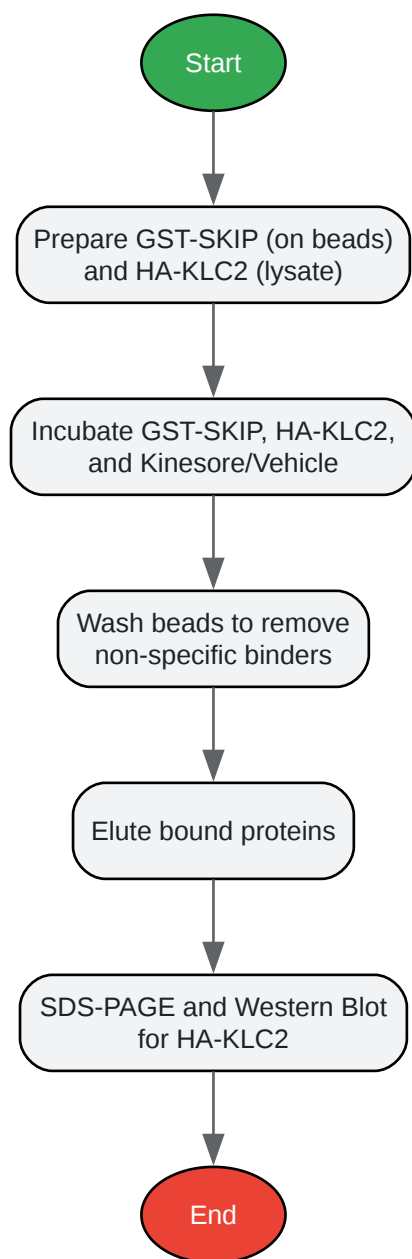 Start
Prepare GST-SKIP (on beads)
and HA-KLC2 (lysate)
Incubate GST-SKIP, HA-KLC2,
and Kinesore/Vehicle
Wash beads to remove
non-specific binders
Elute bound proteins
SDS-PAGE and Western Blot
for HA-KLC2
End